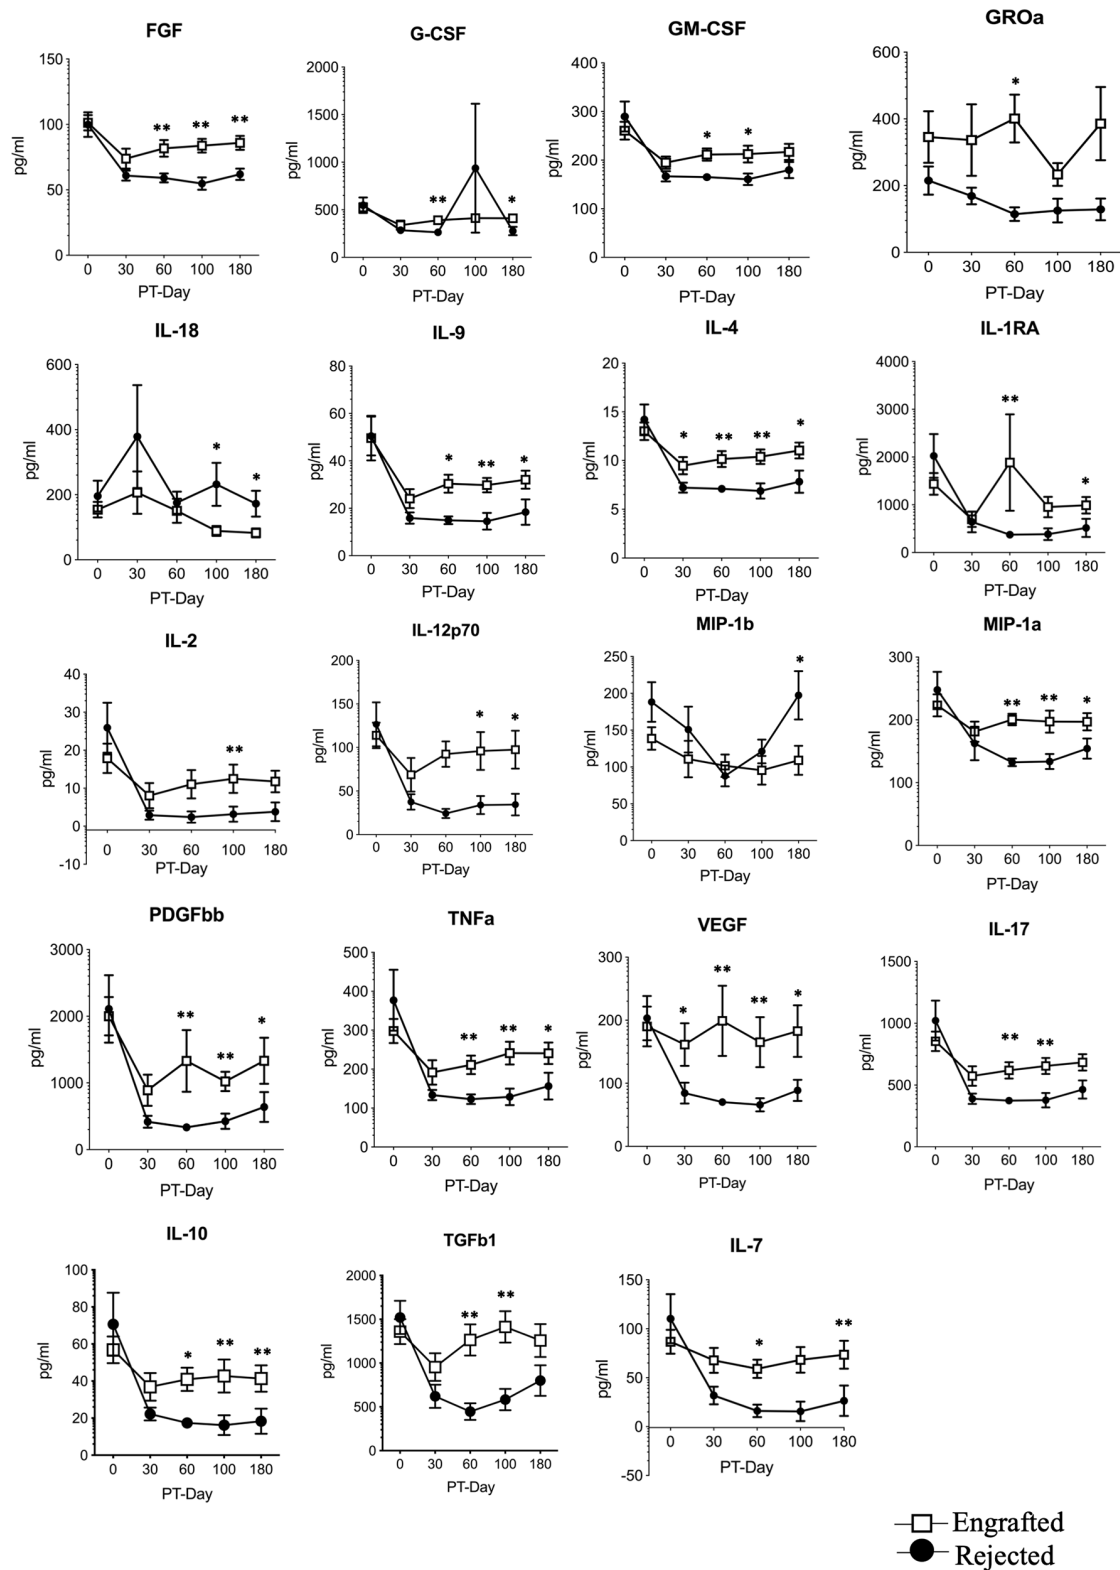 FGF
150
100
50
0
pg/ml
** ** **
0 30 60 100 180
PT-Day
G-CSF
2000
1500
1000
500
0
pg/ml
** *
0 30 60 100 180
PT-Day
GM-CSF
400
300
200
100
0
pg/ml
* *
0 30 60 100 180
PT-Day
GROa
600
400
200
0
pg/ml
*
0 30 60 100 180
PT-Day
IL-18
600
400
200
0
pg/ml
* *
0 30 60 100 180
PT-Day
IL-9
80
60
40
20
0
pg/ml
* ** *
0 30 60 100 180
PT-Day
IL-4
20
15
10
5
0
pg/ml
* ** ** *
0 30 60 100 180
PT-Day
IL-1RA
4000
3000
2000
1000
0
pg/ml
** *
0 30 60 100 180
PT-Day
IL-2
40
30
20
10
0
-10
pg/ml
**
0 30 60 100 180
PT-Day
IL-12p70
200
150
100
50
0
pg/ml
* *
0 30 60 100 180
PT-Day
MIP-1b
250
200
150
100
50
0
pg/ml
*
0 30 60 100 180
PT-Day
MIP-1a
300
200
100
0
pg/ml
** ** *
0 30 60 100 180
PT-Day
PDGFbb
3000
2000
1000
0
pg/ml
** ** *
0 30 60 100 180
PT-Day
TNFa
500
400
300
200
100
0
pg/ml
** ** *
0 30 60 100 180
PT-Day
VEGF
300
200
100
0
pg/ml
* ** ** *
0 30 60 100 180
PT-Day
IL-17
1500
1000
500
0
pg/ml
** **
0 30 60 100 180
PT-Day
IL-10
100
80
60
40
20
0
pg/ml
* ** **
0 30 60 100 180
PT-Day
TGFb1
2000
1500
1000
500
0
pg/ml
** **
0 30 60 100 180
PT-Day
IL-7
150
100
50
0
-50
pg/ml
* **
0 30 60 100 180
PT-Day
Engrafted
Rejected